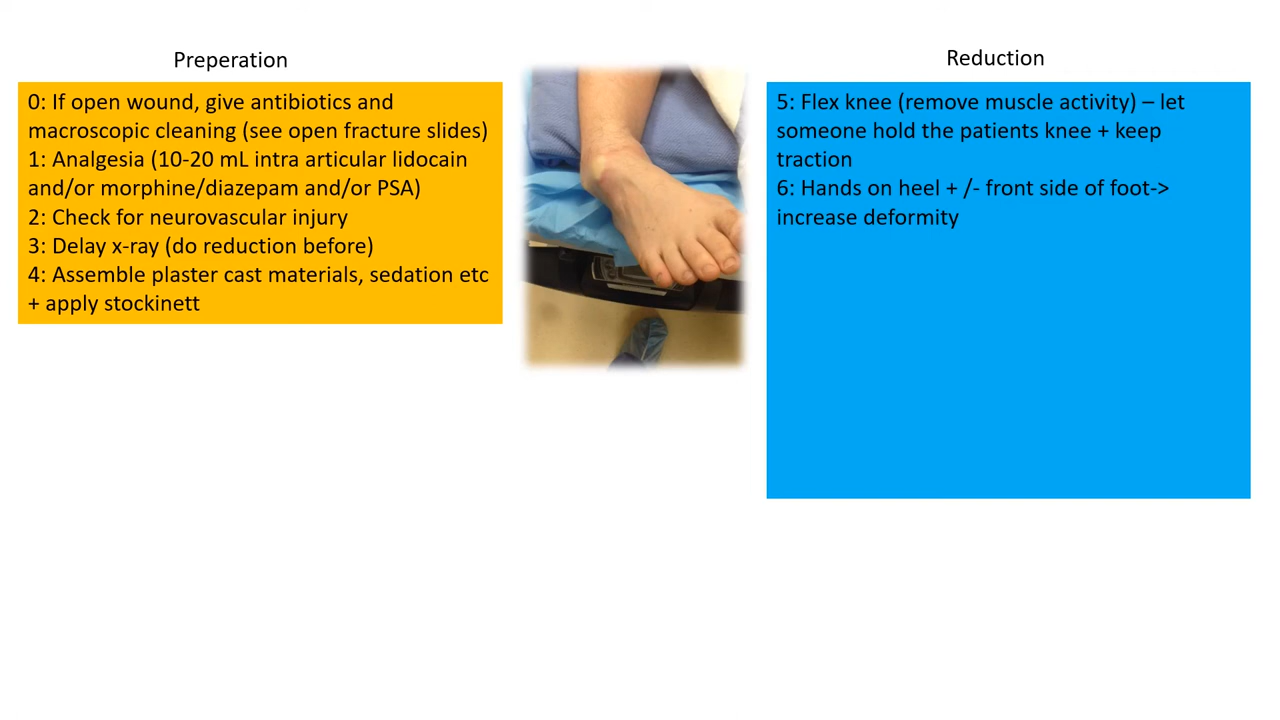 Preperation
0: If open wound, give antibiotics and
macroscopic cleaning (see open fracture slides)
1: Analgesia (10-20 mL intra articular lidocain
and/or morphine/diazepam and/or PSA)
2: Check for neurovascular injury
3: Delay x-ray (do reduction before)
4: Assemble plaster cast materials, sedation etc
+ apply stockinett
Reduction
5: Flex knee (remove muscle activity) – let
someone hold the patients knee + keep
traction
6: Hands on heel + /- front side of foot->
increase deformity